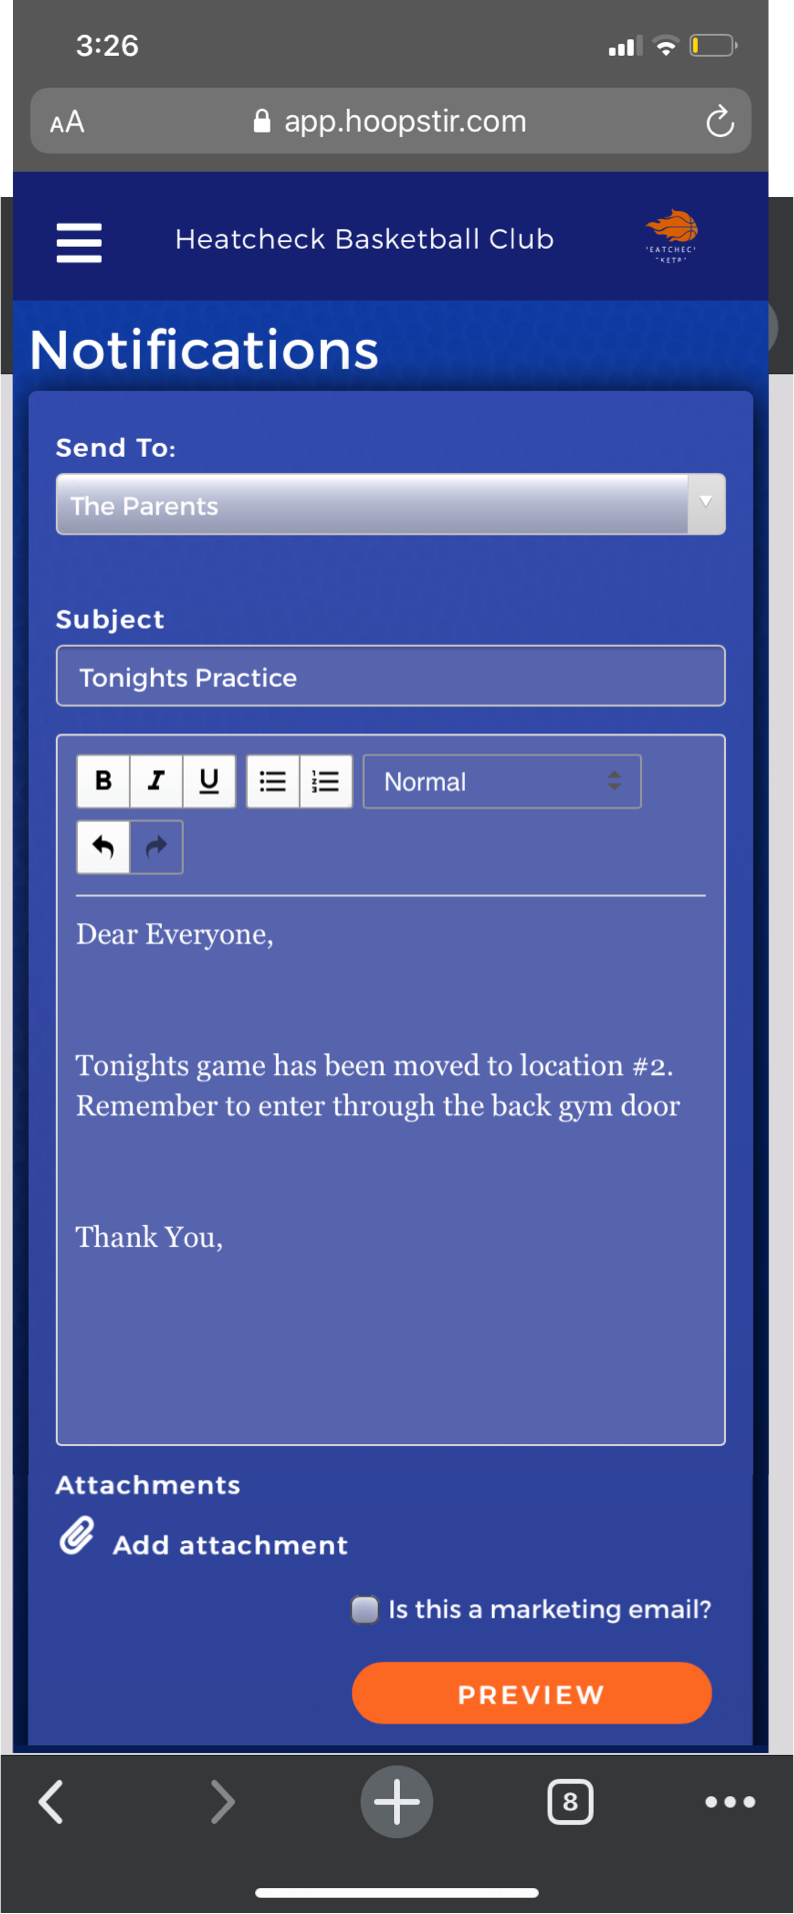 3:26
AA app.hoopstir.com
Heatcheck Basketball Club
Notifications
Send To:
The Parents
Subject
Tonights Practice
B I U Normal
Dear Everyone,
Tonights game has been moved to location #2.
Remember to enter through the back gym door
Thank You,
Attachments
Add attachment
Is this a marketing email?
PREVIEW
8